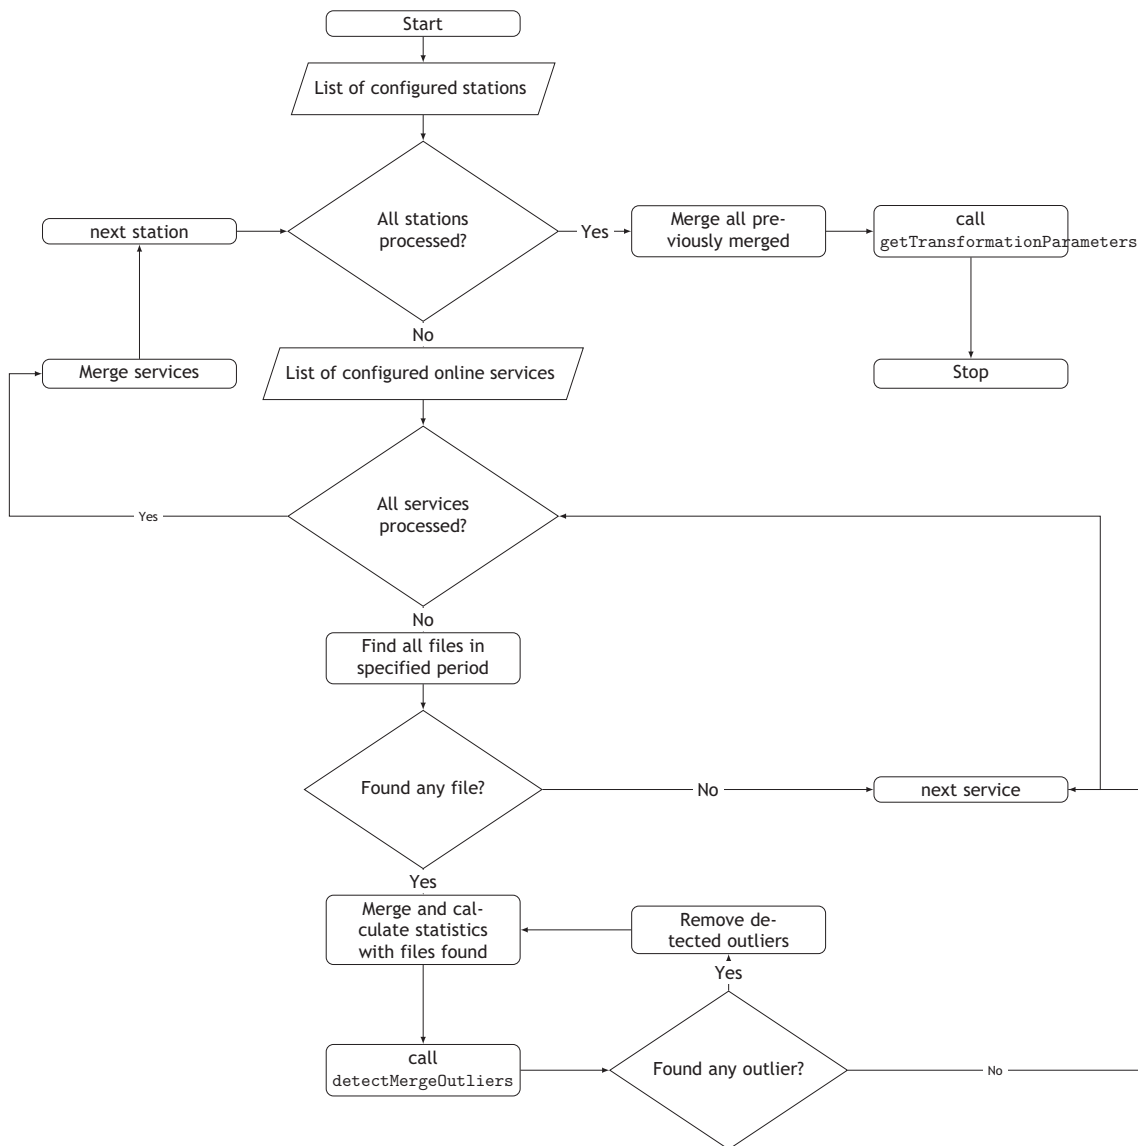 Start
List of configured stations
All stations
processed?
next station
Yes
Merge all pre-
viously merged
call
getTransformationParameters
No
Merge services
List of configured online services
Stop
All services
processed?
Yes
No
Find all files in
specified period
Found any file?
No
next service
Yes
Merge and cal-
culate statistics
with files found
Remove de-
tected outliers
Yes
call
detectMergeOutliers
Found any outlier?
No